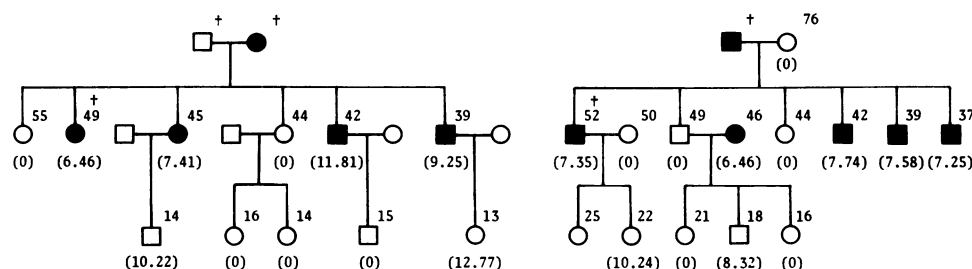 † † † 76
(0)
55 49 † 45 44 42 39 52 † 50 49 46 44 42 39 37
(0) (6.46) (7.41) (0) (11.81) (9.25) (7.35) (0) (0) (6.46) (0) (7.74) (7.58) (7.25)
14 16 14 15 13 25 22 21 18 16
(10.22) (0) (0) (0) (12.77) (10.24) (0) (8.32) (0)